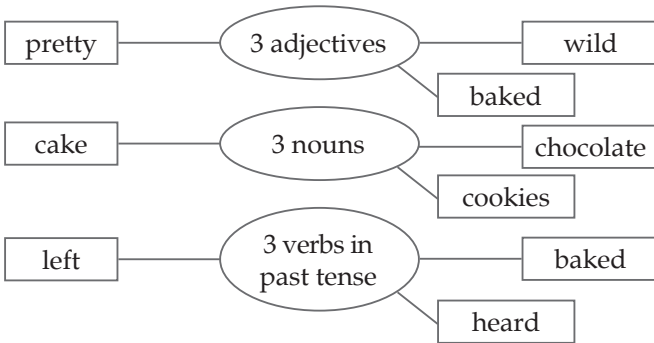 pretty
3 adjectives
wild
baked
cake
3 nouns
chocolate
cookies
left
3 verbs in
past tense
baked
heard